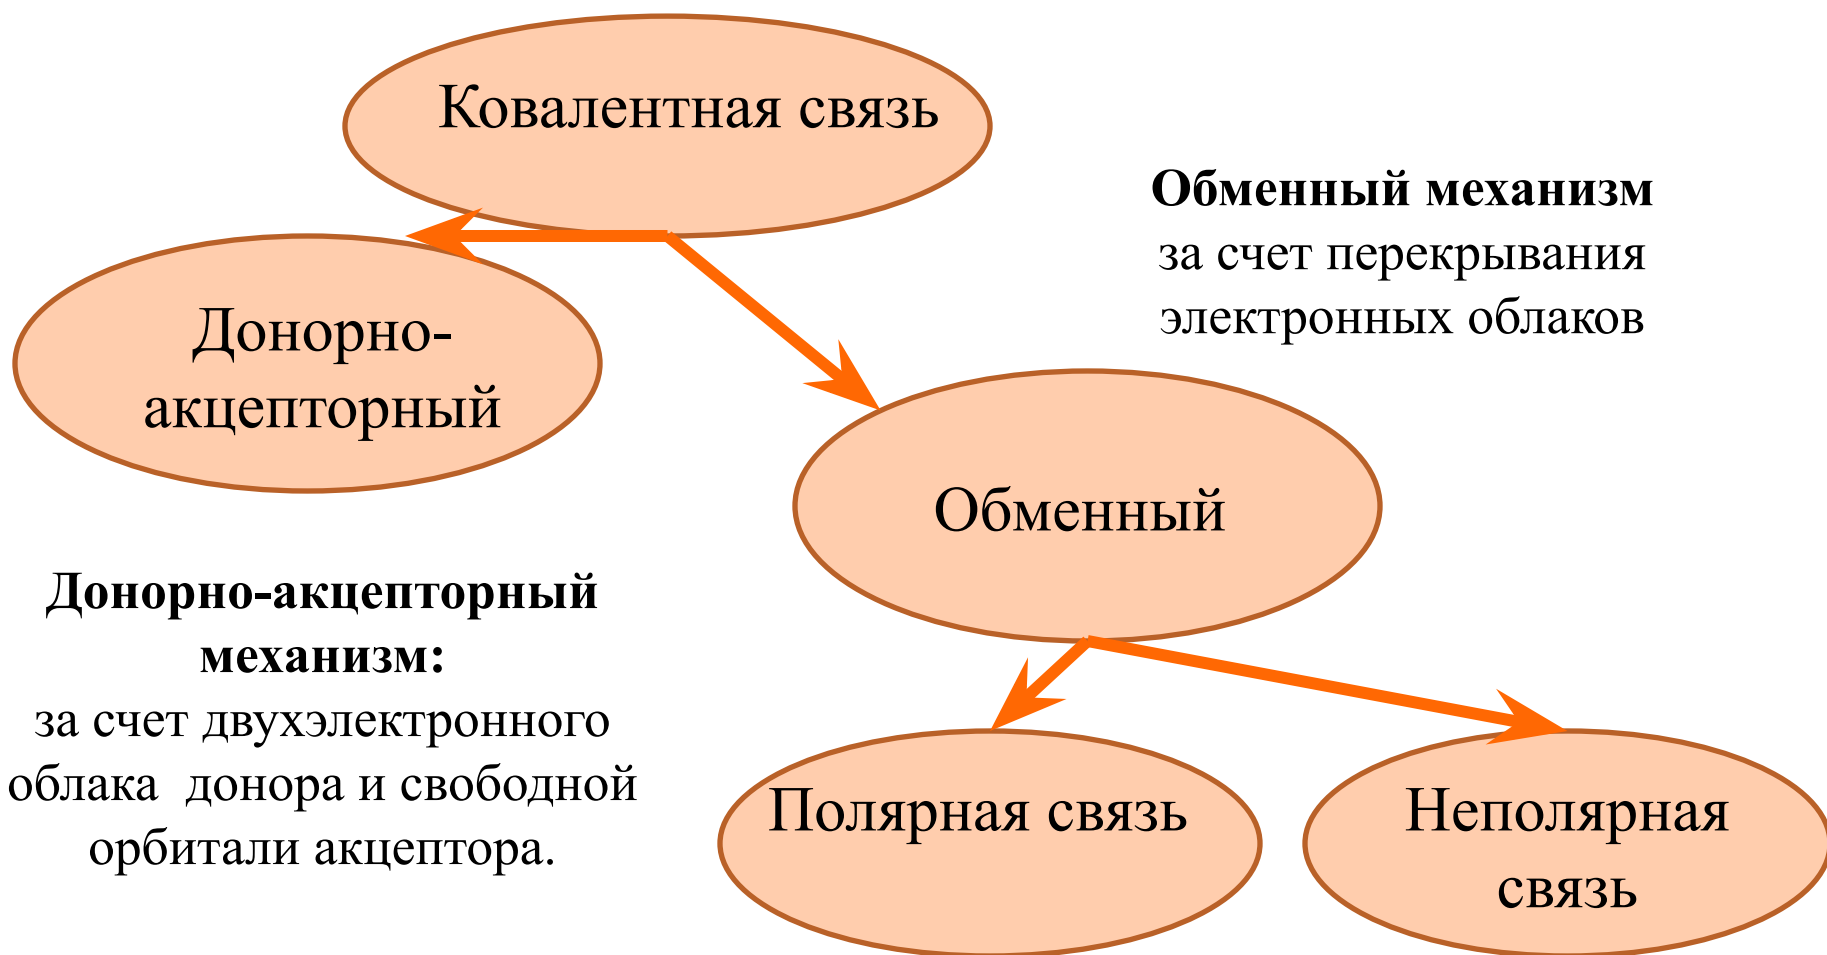 Ковалентная связь
Обменный механизм
за счет перекрывания
электронных облаков
Донорно-
акцепторный
Обменный
Донорно-акцепторный
механизм:
за счет двухэлектронного
облака  донора и свободной
орбитали акцептора.
Полярная связь
Неполярная
связь